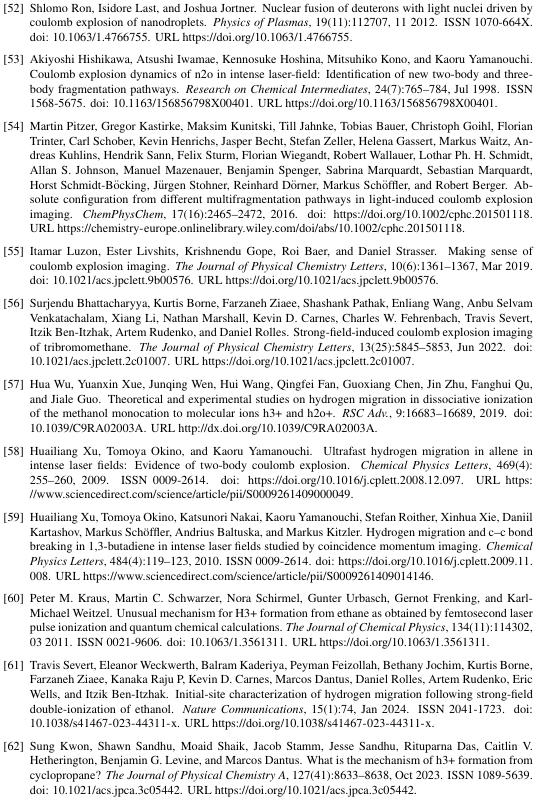 [52] Shlomo Ron, Isidore Last, and Joshua Jortner. Nuclear fusion of deuterons with light nuclei driven by
coulomb explosion of nanodroplets. Physics of Plasmas, 19(11):112707, 11 2012. ISSN 1070-664X.
doi: 10.1063/1.4766755. URL https://doi.org/10.1063/1.4766755.
[53] Akiyoshi Hishikawa, Atsushi Iwamae, Kennosuke Hoshina, Mitsuhiko Kono, and Kaoru Yamanouchi.
Coulomb explosion dynamics of n2o in intense laser-field: Identification of new two-body and three-
body fragmentation pathways. Research on Chemical Intermediates, 24(7):765–784, Jul 1998. ISSN
1568-5675. doi: 10.1163/156856798X00401. URL https://doi.org/10.1163/156856798X00401.
[54] Martin Pitzer, Gregor Kastirke, Maksim Kunitski, Till Jahnke, Tobias Bauer, Christoph Goihl, Florian
Trinter, Carl Schober, Kevin Henrichs, Jasper Becht, Stefan Zeller, Helena Gassert, Markus Waitz, An-
dreas Kuhlins, Hendrik Sann, Felix Sturm, Florian Wiegandt, Robert Wallauer, Lothar Ph. H. Schmidt,
Allan S. Johnson, Manuel Mazenauer, Benjamin Spenger, Sabrina Marquardt, Sebastian Marquardt,
Horst Schmidt-Böcking, Jürgen Stohner, Reinhard Dörner, Markus Schöffler, and Robert Berger. Ab-
solute configuration from different multifragmentation pathways in light-induced coulomb explosion
imaging. ChemPhysChem, 17(16):2465–2472, 2016. doi: https://doi.org/10.1002/cphc.201501118.
URL https://chemistry-europe.onlinelibrary.wiley.com/doi/abs/10.1002/cphc.201501118.
[55] Itamar Luzon, Ester Livshits, Krishnendu Gope, Roi Baer, and Daniel Strasser. Making sense of
coulomb explosion imaging. The Journal of Physical Chemistry Letters, 10(6):1361–1367, Mar 2019.
doi: 10.1021/acs.jpclett.9b00576. URL https://doi.org/10.1021/acs.jpclett.9b00576.
[56] Surjendu Bhattacharyya, Kurtis Borne, Farzaneh Ziaee, Shashank Pathak, Enliang Wang, Anbu Selvam
Venkatachalam, Xiang Li, Nathan Marshall, Kevin D. Carnes, Charles W. Fehrenbach, Travis Severt,
Itzik Ben-Itzhak, Artem Rudenko, and Daniel Rolles. Strong-field-induced coulomb explosion imaging
of tribromomethane. The Journal of Physical Chemistry Letters, 13(25):5845–5853, Jun 2022. doi:
10.1021/acs.jpclett.2c01007. URL https://doi.org/10.1021/acs.jpclett.2c01007.
[57] Hua Wu, Yuanxin Xue, Junqing Wen, Hui Wang, Qingfei Fan, Guoxiang Chen, Jin Zhu, Fanghui Qu,
and Jiale Guo. Theoretical and experimental studies on hydrogen migration in dissociative ionization
of the methanol monocation to molecular ions h3+ and h2o+. RSC Adv., 9:16683–16689, 2019. doi:
10.1039/C9RA02003A. URL http://dx.doi.org/10.1039/C9RA02003A.
[58] Huailiang Xu, Tomoya Okino, and Kaoru Yamanouchi. Ultrafast hydrogen migration in allene in
intense laser fields: Evidence of two-body coulomb explosion. Chemical Physics Letters, 469(4):
255–260, 2009. ISSN 0009-2614. doi: https://doi.org/10.1016/j.cplett.2008.12.097. URL https:
//www.sciencedirect.com/science/article/pii/S0009261409000049.
[59] Huailiang Xu, Tomoya Okino, Katsunori Nakai, Kaoru Yamanouchi, Stefan Roither, Xinhua Xie, Daniil
Kartashov, Markus Schöffler, Andrius Baltuska, and Markus Kitzler. Hydrogen migration and c–c bond
breaking in 1,3-butadiene in intense laser fields studied by coincidence momentum imaging. Chemical
Physics Letters, 484(4):119–123, 2010. ISSN 0009-2614. doi: https://doi.org/10.1016/j.cplett.2009.11.
008. URL https://www.sciencedirect.com/science/article/pii/S0009261409014146.
[60] Peter M. Kraus, Martin C. Schwarzer, Nora Schirmel, Gunter Urbasch, Gernot Frenking, and Karl-
Michael Weitzel. Unusual mechanism for H3+ formation from ethane as obtained by femtosecond laser
pulse ionization and quantum chemical calculations. The Journal of Chemical Physics, 134(11):114302,
03 2011. ISSN 0021-9606. doi: 10.1063/1.3561311. URL https://doi.org/10.1063/1.3561311.
[61] Travis Severt, Eleanor Weckwerth, Balram Kaderiya, Peyman Feizollah, Bethany Jochim, Kurtis Borne,
Farzaneh Ziaee, Kanaka Raju P, Kevin D. Carnes, Marcos Dantus, Daniel Rolles, Artem Rudenko, Eric
Wells, and Itzik Ben-Itzhak. Initial-site characterization of hydrogen migration following strong-field
double-ionization of ethanol. Nature Communications, 15(1):74, Jan 2024. ISSN 2041-1723. doi:
10.1038/s41467-023-44311-x. URL https://doi.org/10.1038/s41467-023-44311-x.
[62] Sung Kwon, Shawn Sandhu, Moaid Shaik, Jacob Stamm, Jesse Sandhu, Rituparna Das, Caitlin V.
Hetherington, Benjamin G. Levine, and Marcos Dantus. What is the mechanism of h3+ formation from
cyclopropane? The Journal of Physical Chemistry A, 127(41):8633–8638, Oct 2023. ISSN 1089-5639.
doi: 10.1021/acs.jpca.3c05442. URL https://doi.org/10.1021/acs.jpca.3c05442.